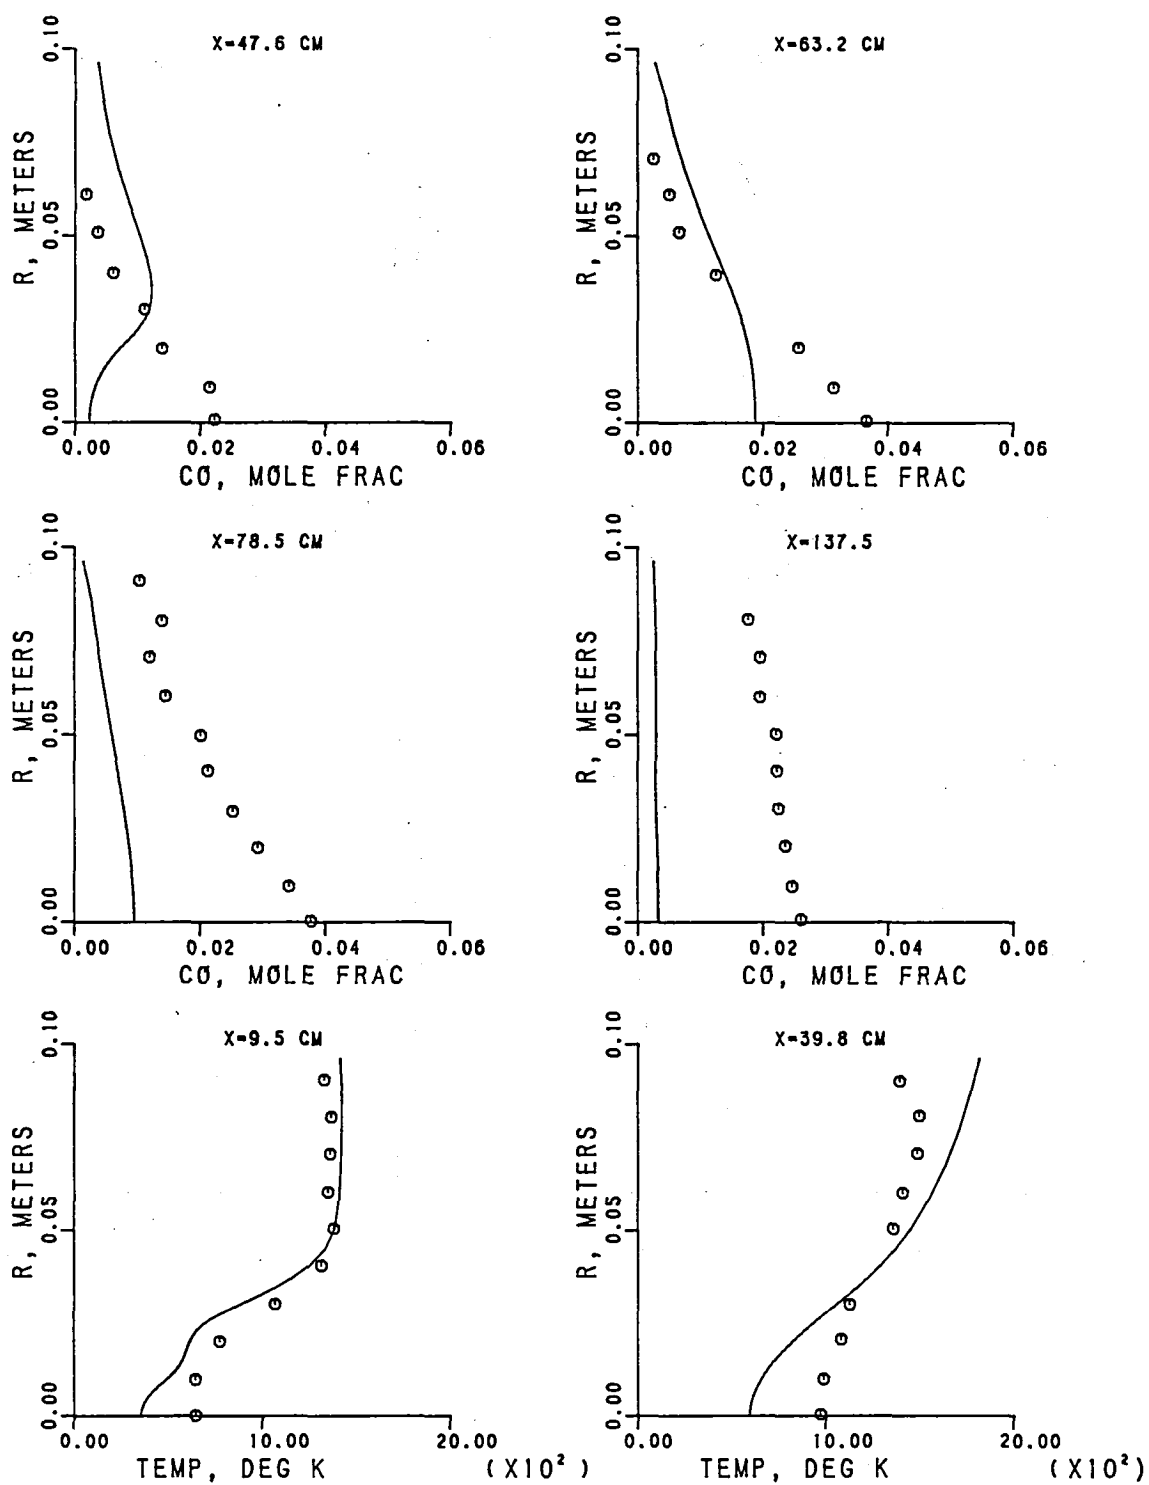 X=47.6 CM
R, METERS
0.10
0.05
0.00
0.00 0.02 0.04 0.06
CO, MOLE FRAC
X=63.2 CM
R, METERS
0.10
0.05
0.00
0.00 0.02 0.04 0.06
CO, MOLE FRAC
X=78.5 CM
R, METERS
0.10
0.05
0.00
0.00 0.02 0.04 0.06
CO, MOLE FRAC
X=137.5
R, METERS
0.10
0.05
0.00
0.00 0.02 0.04 0.06
CO, MOLE FRAC
X=9.5 CM
R, METERS
0.10
0.05
0.00
0.00 10.00 20.00
TEMP, DEG K (X10²)
X=39.8 CM
R, METERS
0.10
0.05
0.00
0.00 10.00 20.00
TEMP, DEG K (X10²)